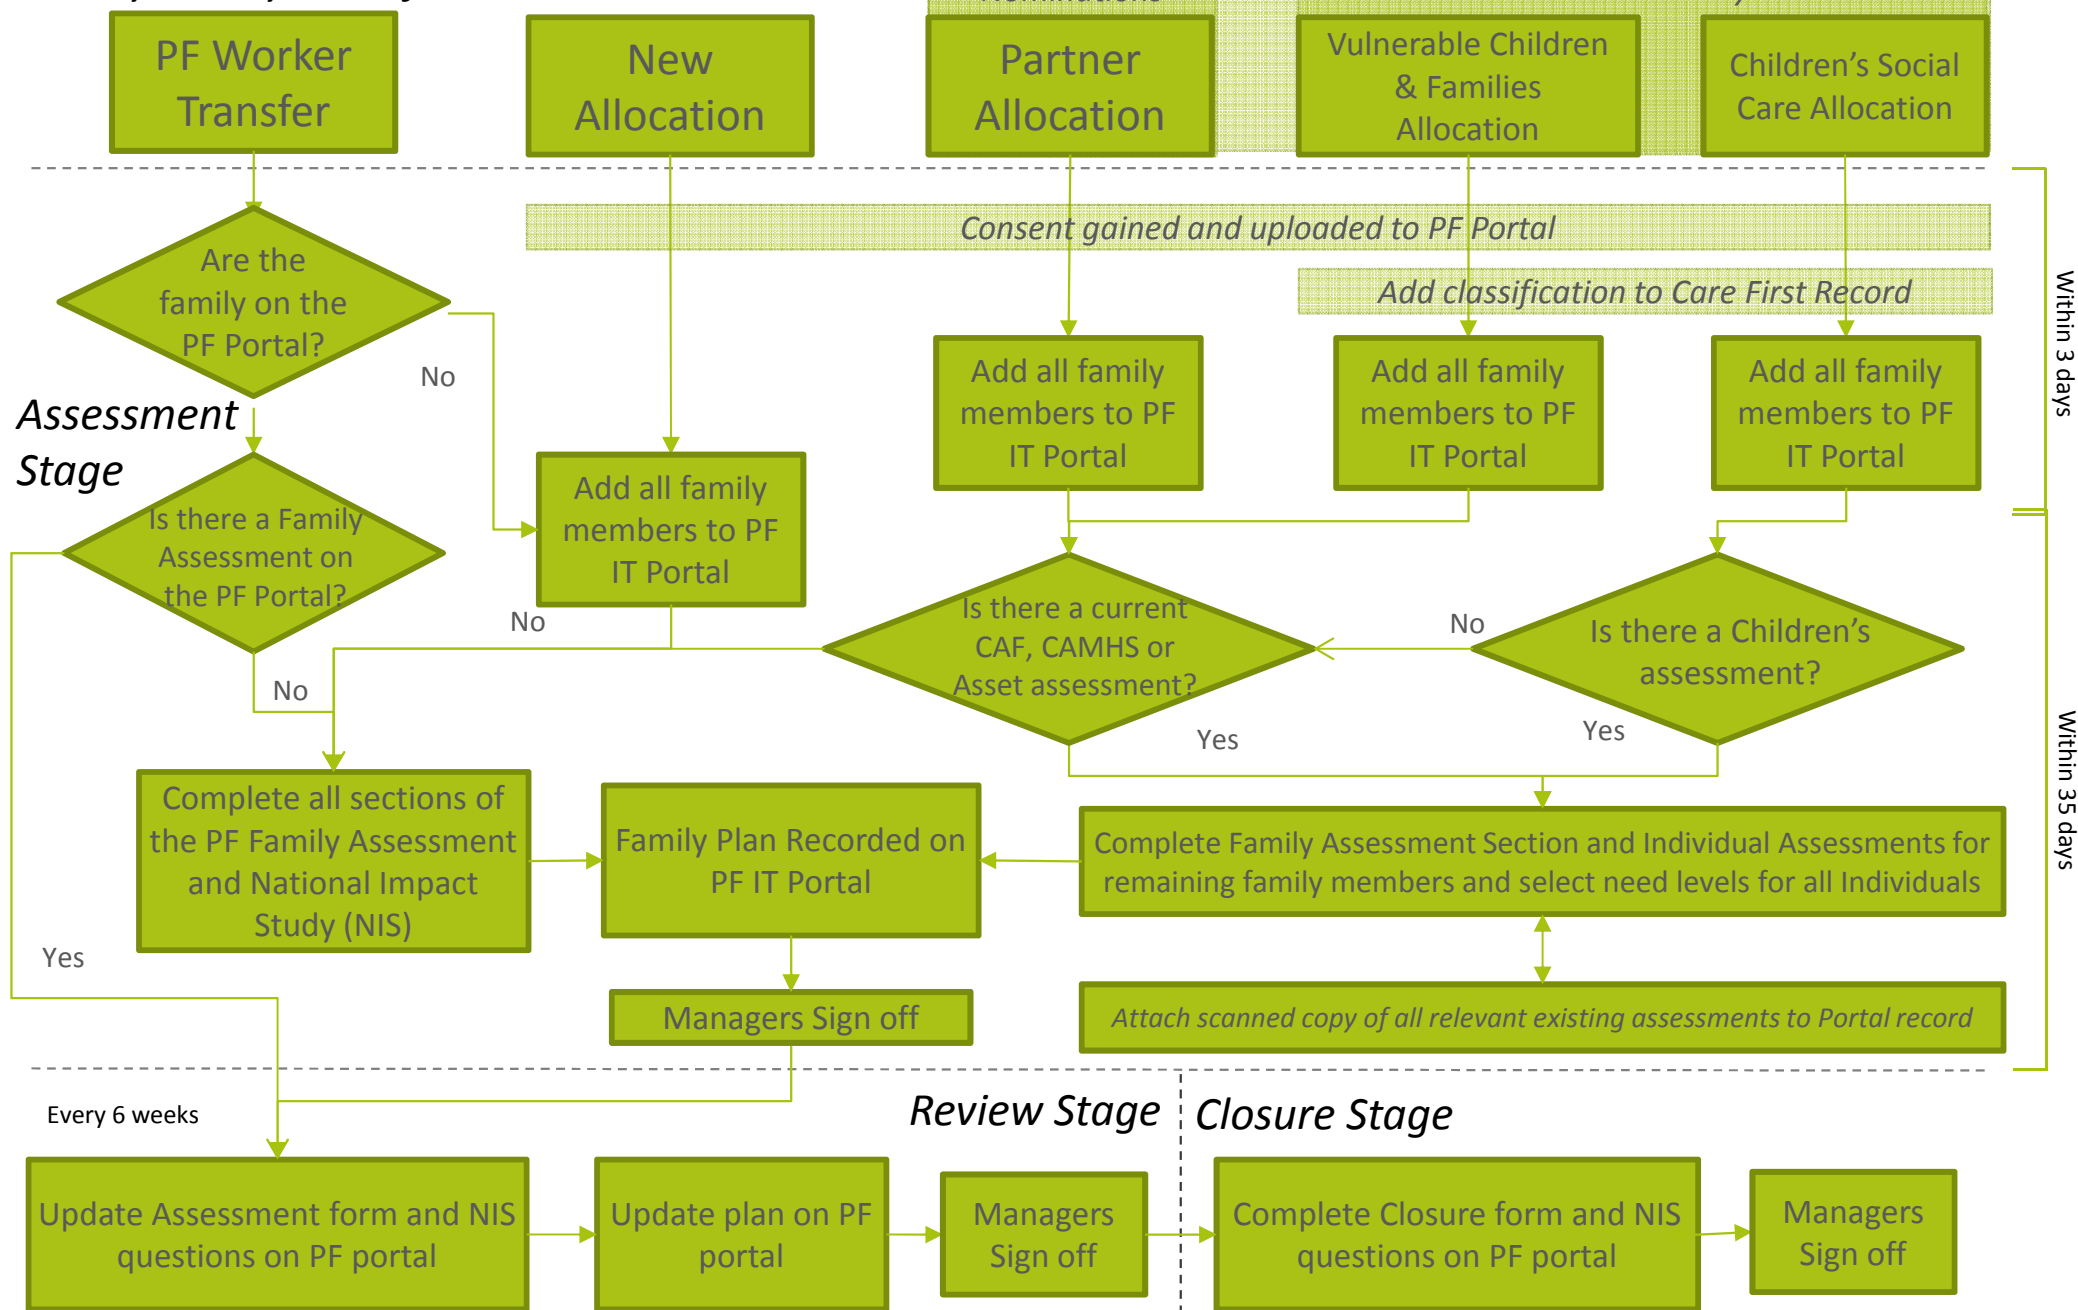 Nominations
PF Worker
Transfer
New
Allocation
Partner
Allocation
Vulnerable Children
& Families
Allocation
Children's Social
Care Allocation
Consent gained and uploaded to PF Portal
Add classification to Care First Record
Within 3 days
Are the
family on the
PF Portal?
No
Assessment
Stage
Add all family
members to PF
IT Portal
Add all family
members to PF
IT Portal
Add all family
members to PF
IT Portal
Add all family
members to PF
IT Portal
Is there a Family
Assessment on
the PF Portal?
No
No
Is there a current
CAF, CAMHS or
Asset assessment?
No
Is there a Children's
assessment?
Yes
Yes
Within 35 days
Complete all sections of
the PF Family Assessment
and National Impact
Study (NIS)
Family Plan Recorded on
PF IT Portal
Complete Family Assessment Section and Individual Assessments for
remaining family members and select need levels for all Individuals
Yes
Managers Sign off
Attach scanned copy of all relevant existing assessments to Portal record
Every 6 weeks
Review Stage
Closure Stage
Update Assessment form and NIS
questions on PF portal
Update plan on PF
portal
Managers
Sign off
Complete Closure form and NIS
questions on PF portal
Managers
Sign off